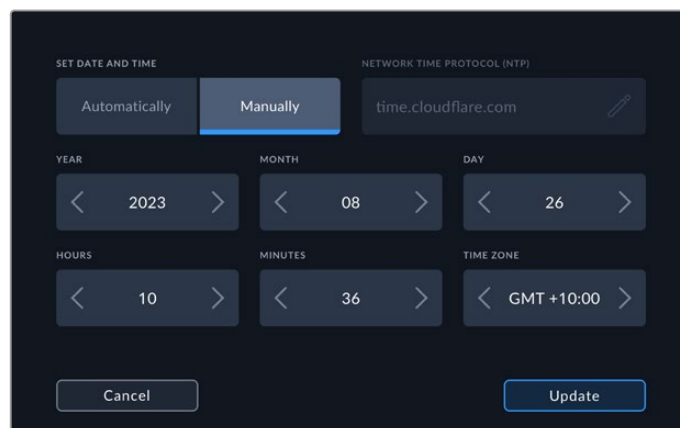 SET DATE AND TIME
NETWORK TIME PROTOCOL (NTP)
Automatically
Manually
time.cloudflare.com
YEAR
MONTH
DAY
2023
08
26
HOURS
MINUTES
TIME ZONE
10
36
GMT +10:00
Cancel
Update